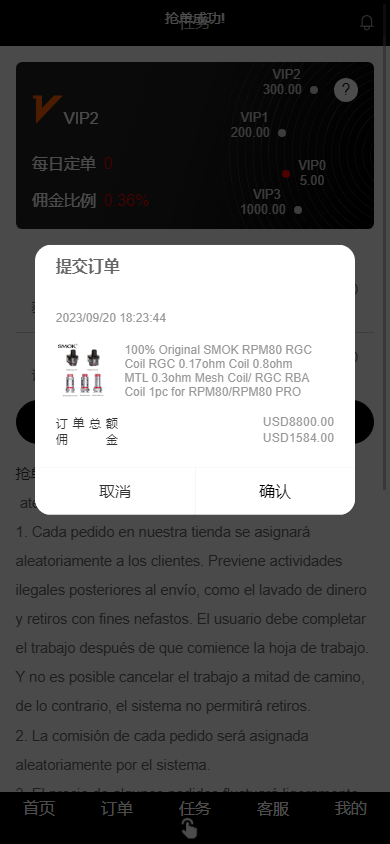 抢单成功!
任务
VIP2
300.00
?
VIP2
VIP1
200.00
每日定单 0
VIP0
5.00
佣金比例 0.36%
VIP3
1000.00
提交订单
2023/09/20 18:23:44
SMOK
100% Original SMOK RPM80 RGC
Coil RGC 0.17ohm Coil 0.8ohm
MTL 0.3ohm Mesh Coil/ RGC RBA
Coil 1pc for RPM80/RPM80 PRO
订单总额 USD8800.00
佣金 USD1584.00
取消 确认
抢单
1. Cada pedido en nuestra tienda se asignará
aleatoriamente a los clientes. Previene actividades
ilegales posteriores al envío, como el lavado de dinero
y retiros con fines nefastos. El usuario debe completar
el trabajo después de que comience la hoja de trabajo.
Y no es posible cancelar el trabajo a mitad de camino,
de lo contrario, el sistema no permitirá retiros.
2. La comisión de cada pedido será asignada
aleatoriamente por el sistema.
首页 订单 任务 客服 我的